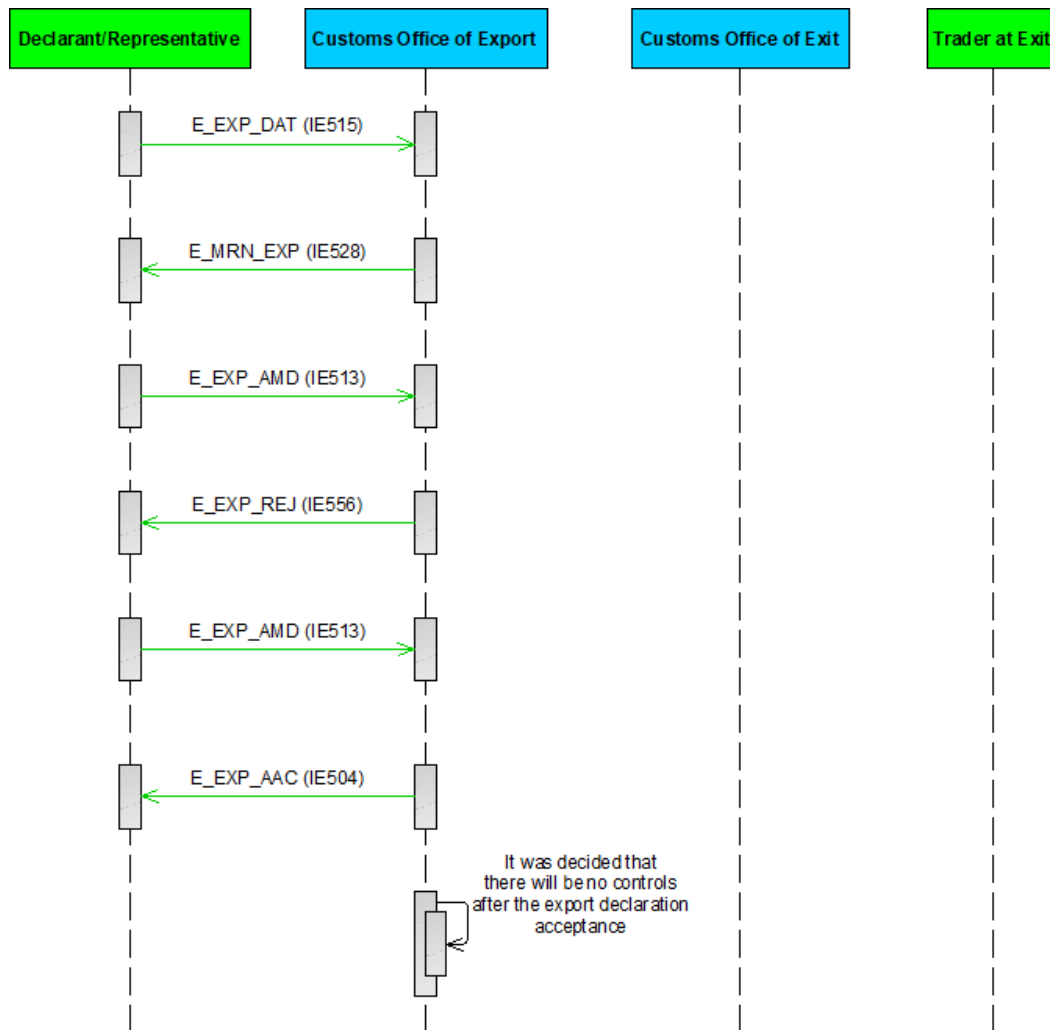 Declarant/Representative
Customs Office of Export
Customs Office of Exit
Trader at Exit
E_EXP_DAT (IE515)
E_MRN_EXP (IE528)
E_EXP_AMD (IE513)
E_EXP_REJ (IE556)
E_EXP_AMD (IE513)
E_EXP_AAC (IE504)
It was decided that
there will be no controls
after the export declaration
acceptance